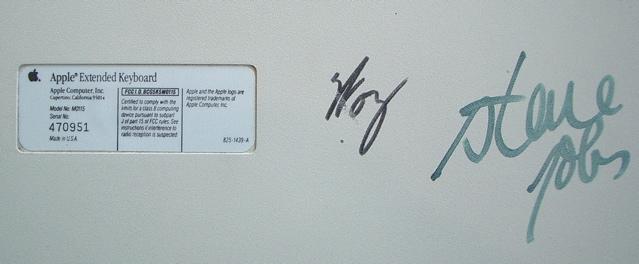 Apple® Extended Keyboard
Apple Computer, Inc.
Cupertino, California 95014
Model No: M0115
Serial No:
470951
Made in U.S.A.
FCC I.D. BCG9KSM0115
Certified to comply with the
limits for a class B computing
device pursuant to subpart
J of part 15 of FCC rules. See
instructions if interference to
radio reception is suspected.
Apple and the Apple logo are
registered trademarks of
Apple Computer, Inc.
825-1439-A
Woz
steve
jobs